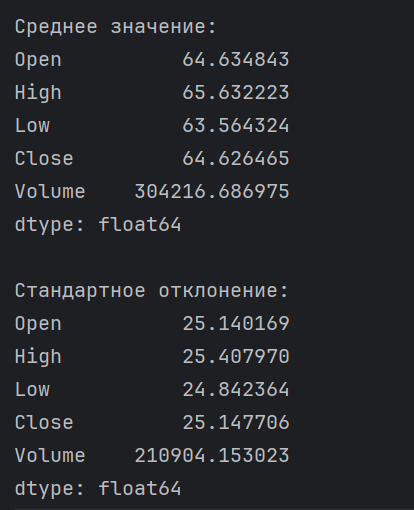 Среднее значение:
Open 64.634843
High 65.632223
Low 63.564324
Close 64.626465
Volume 304216.686975
dtype: float64
Стандартное отклонение:
Open 25.140169
High 25.407970
Low 24.842364
Close 25.147706
Volume 210904.153023
dtype: float64